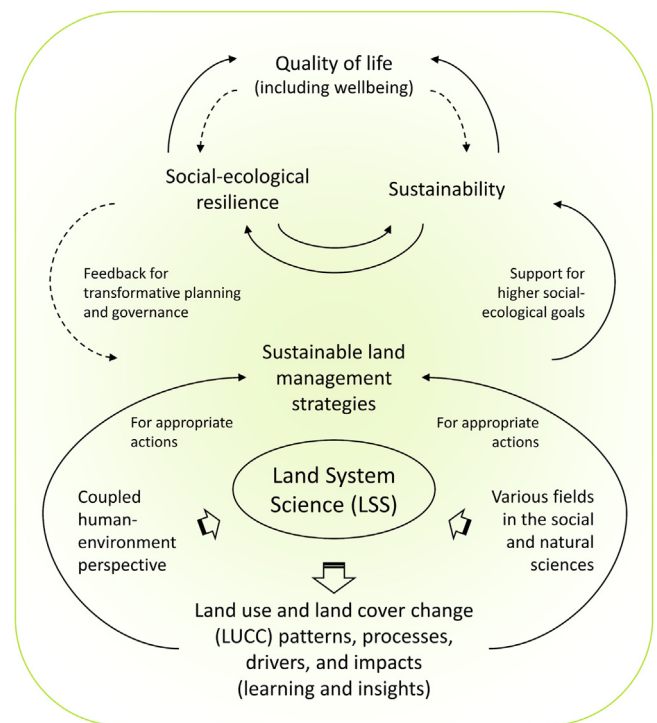 Quality of life
(including wellbeing)
Social-ecological
resilience
Sustainability
Feedback for
transformative planning
and governance
Support for
higher social-
ecological goals
Sustainable land
management
strategies
For appropriate
actions
For appropriate
actions
Land System
Science (LSS)
Coupled
human-
environment
perspective
Various fields
in the social
and natural
sciences
Land use and land cover change
(LUCC) patterns, processes,
drivers, and impacts
(learning and insights)